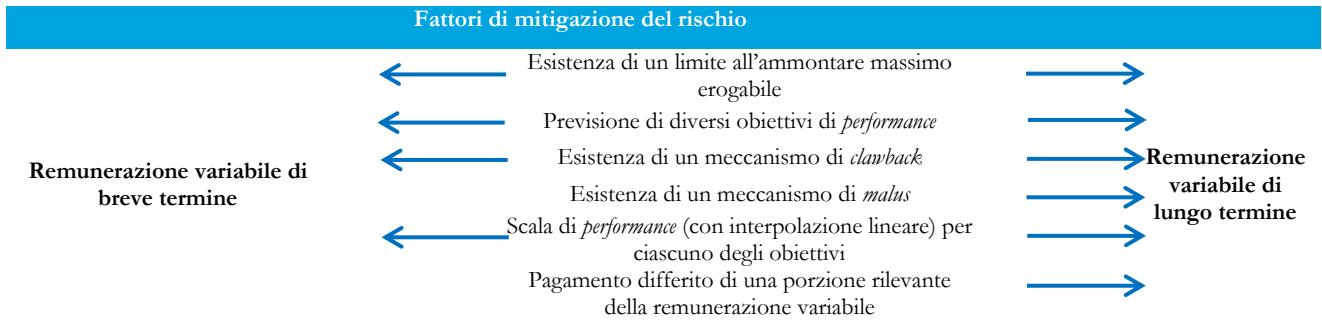 Fattori di mitigazione del rischio
Esistenza di un limite all'ammontare massimo
erogabile
Previsione di diversi obiettivi di performance
Esistenza di un meccanismo di clawback
Esistenza di un meccanismo di malus
Scala di performance (con interpolazione lineare) per
ciascuno degli obiettivi
Pagamento differito di una porzione rilevante
della remunerazione variabile
Remunerazione variabile di
breve termine
Remunerazione
variabile di
lungo termine